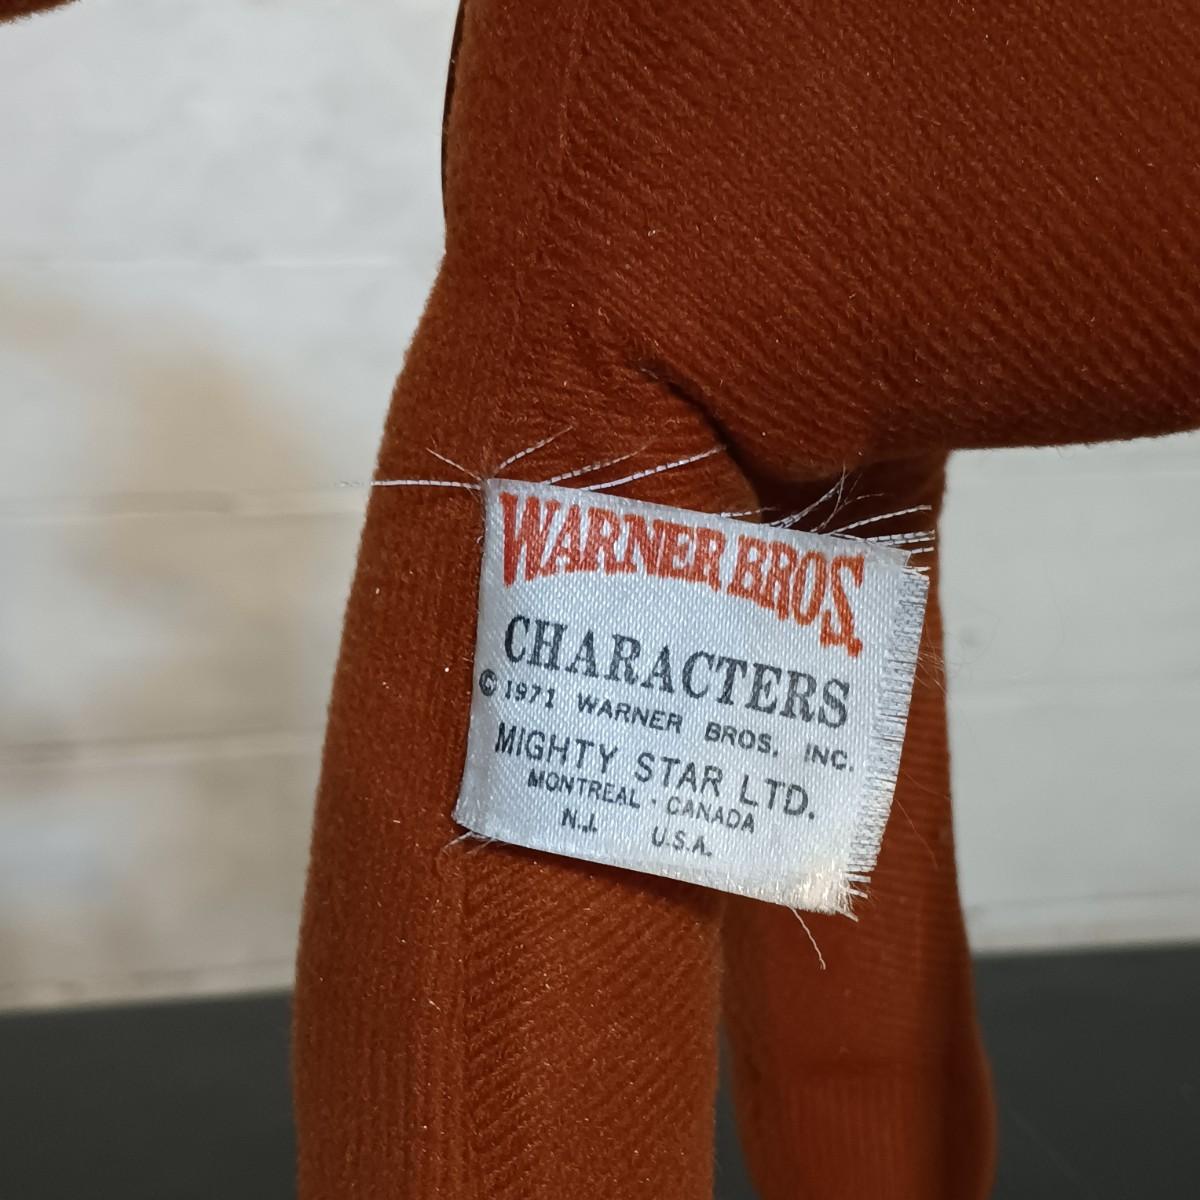 WARNER BROS.
CHARACTERS
© 1971 WARNER BROS. INC.
MIGHTY STAR LTD.
MONTREAL · CANADA
N.J. U.S.A.